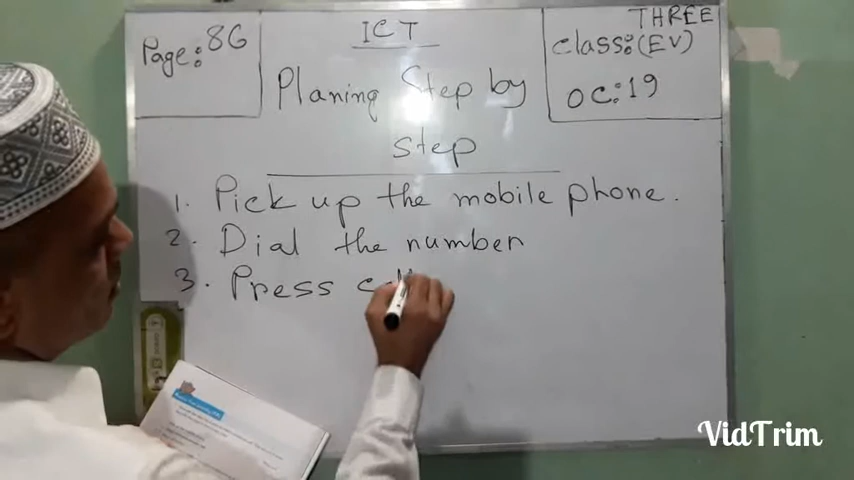 Page: 86
ICT
THREE
class: (EV)
OC: 19
Planing Step by
step
1. Pick up the mobile phone.
2. Dial the number
3. Press call
VidTrim